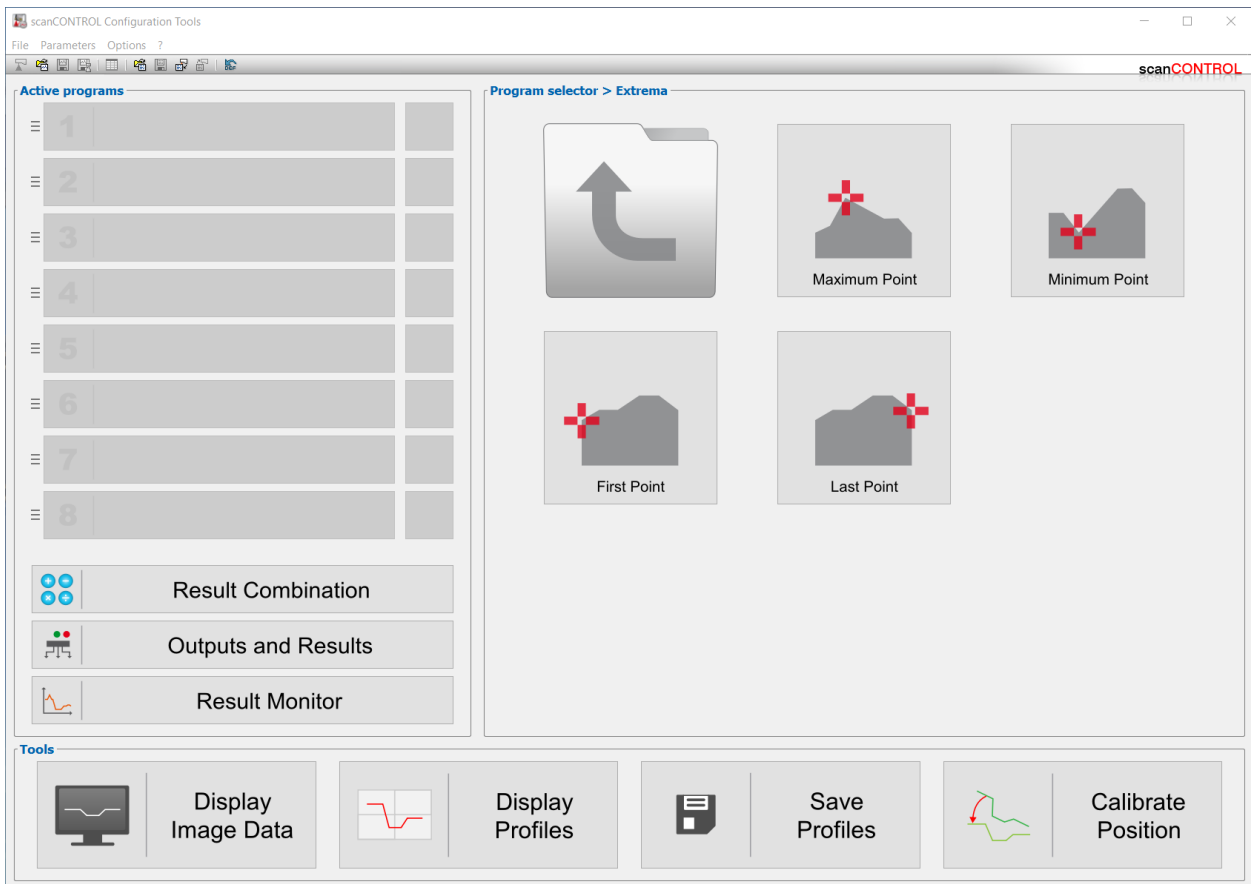 scanCONTROL Configuration Tools
File Parameters Options ?
scanCONTROL
Active programs
1
2
3
4
5
6
7
8
Result Combination
Outputs and Results
Result Monitor
Program selector > Extrema
Maximum Point
Minimum Point
First Point
Last Point
Tools
Display
Image Data
Display
Profiles
Save
Profiles
Calibrate
Position